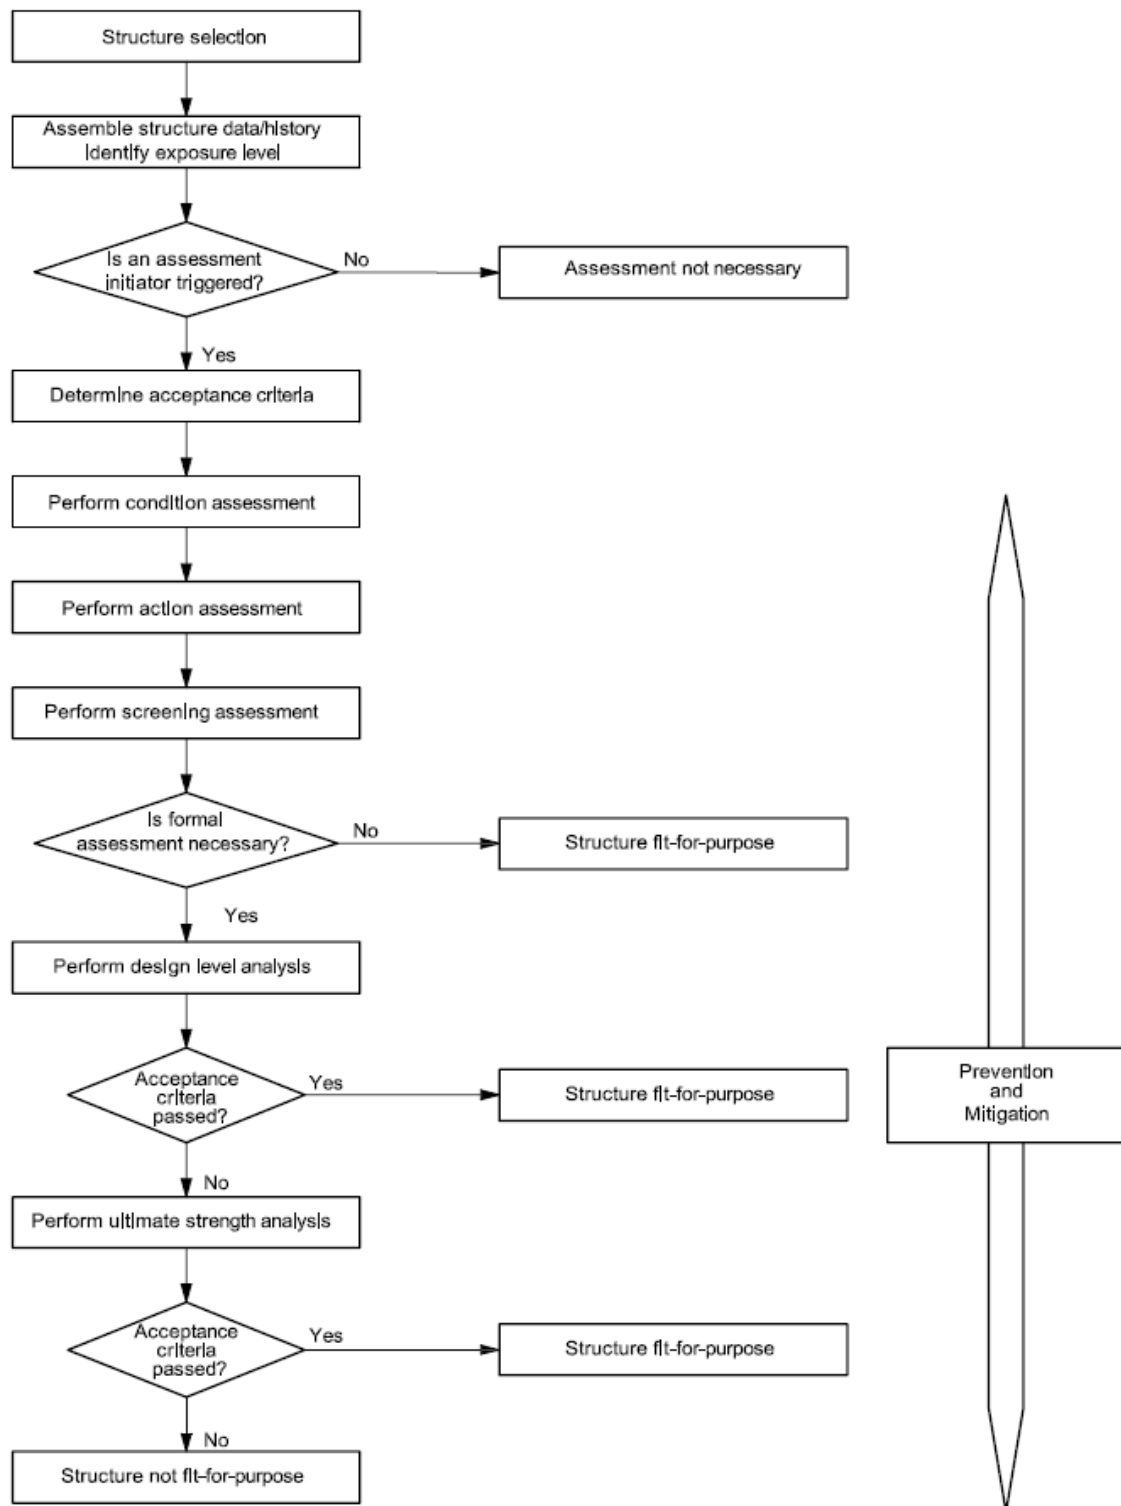 Structure selection
Assemble structure data/history
Identify exposure level
Is an assessment
initiator triggered?
No
Assessment not necessary
Yes
Determine acceptance criteria
Perform condition assessment
Perform action assessment
Perform screening assessment
Is formal
assessment necessary?
No
Structure fit-for-purpose
Yes
Perform design level analysis
Acceptance
criteria
passed?
Yes
Structure fit-for-purpose
Prevention
and
Mitigation
No
Perform ultimate strength analysis
Acceptance
criteria
passed?
Yes
Structure fit-for-purpose
No
Structure not fit-for-purpose